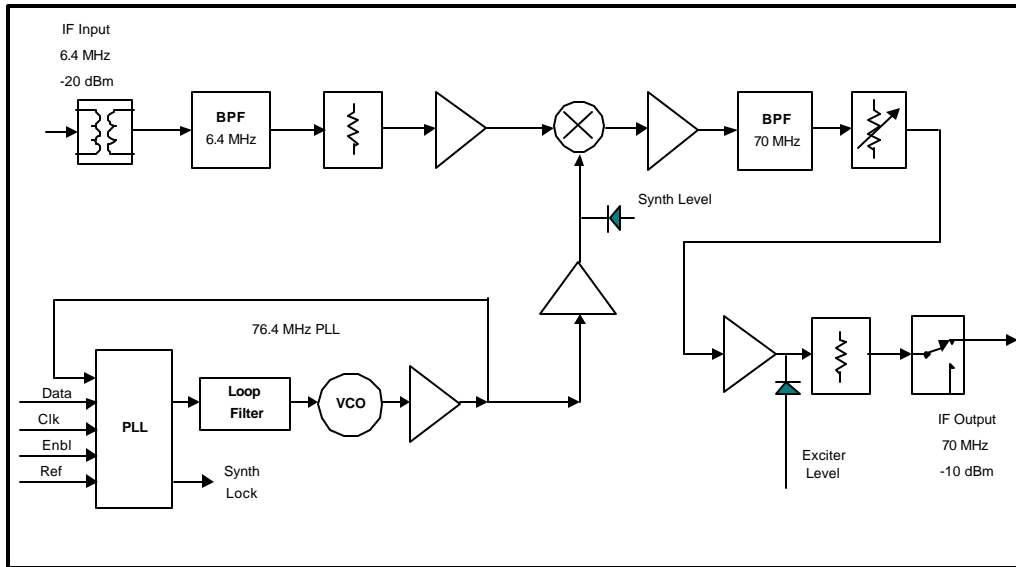 IF Input
6.4 MHz
-20 dBm
BPF
6.4 MHz
BPF
70 MHz
Synth Level
76.4 MHz PLL
Data
Clk
Enbl
Ref
PLL
Loop
Filter
VCO
Synth
Lock
Exciter
Level
IF Output
70 MHz
-10 dBm